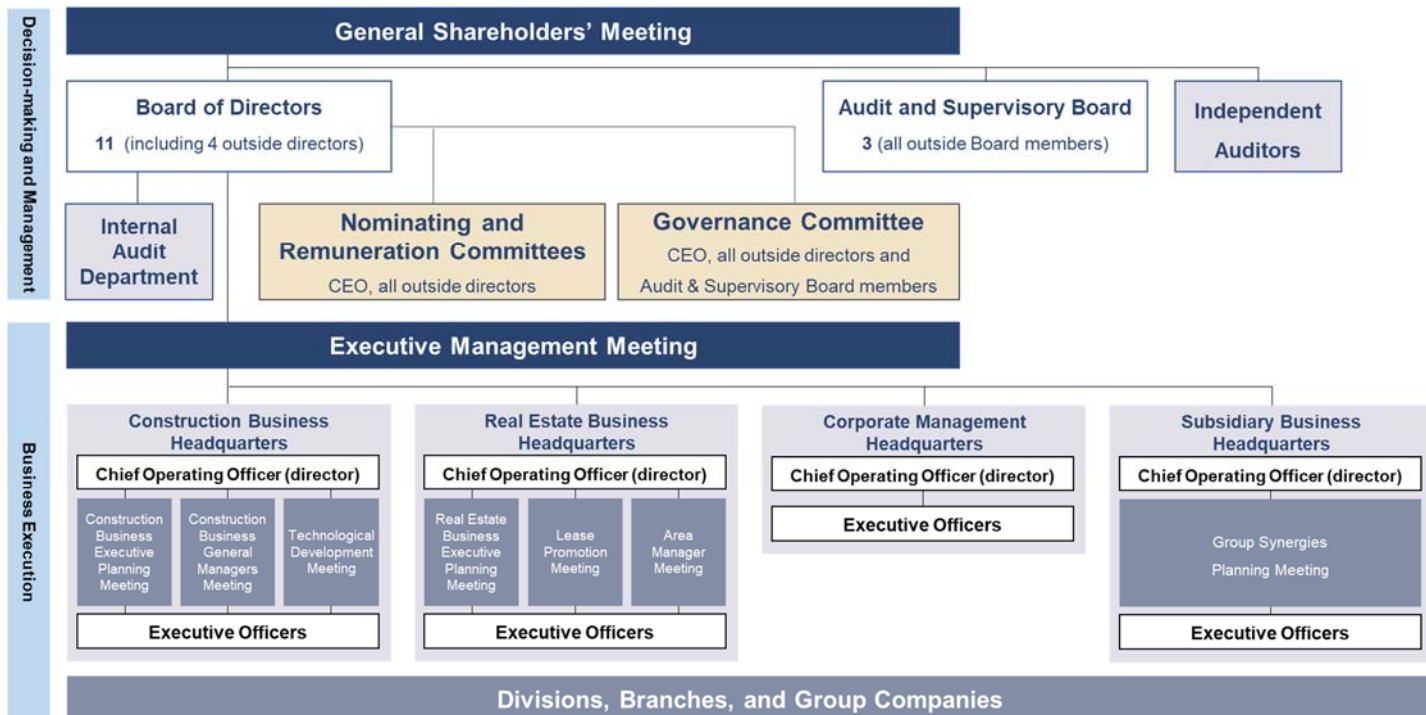 Decision-making and Management
General Shareholders' Meeting
Board of Directors
11 (including 4 outside directors)
Audit and Supervisory Board
3 (all outside Board members)
Independent
Auditors
Internal
Audit
Department
Nominating and
Remuneration Committees
CEO, all outside directors
Governance Committee
CEO, all outside directors and
Audit & Supervisory Board members
Business Execution
Executive Management Meeting
Construction Business
Headquarters
Chief Operating Officer (director)
Construction
Business
Executive
Planning
Meeting
Construction
Business
General
Managers
Meeting
Technological
Development
Meeting
Executive Officers
Real Estate Business
Headquarters
Chief Operating Officer (director)
Real Estate
Business
Executive
Planning
Meeting
Lease
Promotion
Meeting
Area
Manager
Meeting
Executive Officers
Corporate Management
Headquarters
Chief Operating Officer (director)
Executive Officers
Subsidiary Business
Headquarters
Chief Operating Officer (director)
Group Synergies
Planning Meeting
Executive Officers
Divisions, Branches, and Group Companies